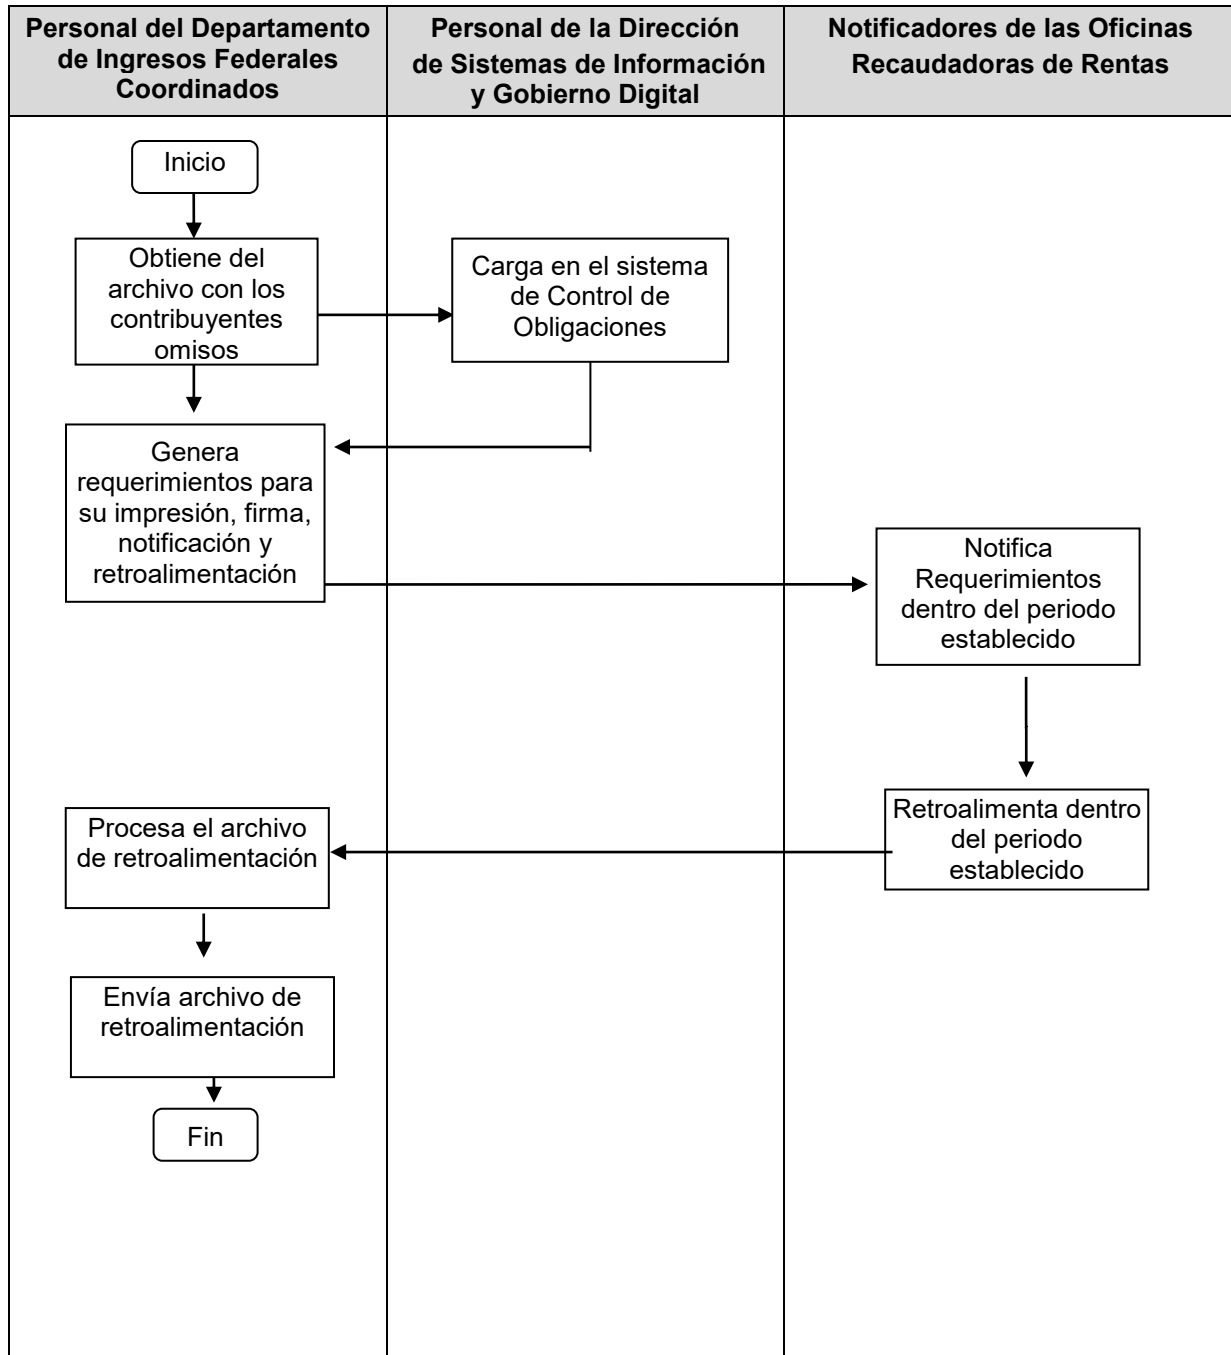 Personal del Departamento
de Ingresos Federales
Coordinados
Personal de la Dirección
de Sistemas de Información
y Gobierno Digital
Notificadores de las Oficinas
Recaudadoras de Rentas
Inicio
Obtiene del
archivo con los
contribuyentes
omisos
Carga en el sistema
de Control de
Obligaciones
Genera
requerimientos para
su impresión, firma,
notificación y
retroalimentación
Notifica
Requerimientos
dentro del periodo
establecido
Retroalimenta dentro
del periodo
establecido
Procesa el archivo
de retroalimentación
Envía archivo de
retroalimentación
Fin